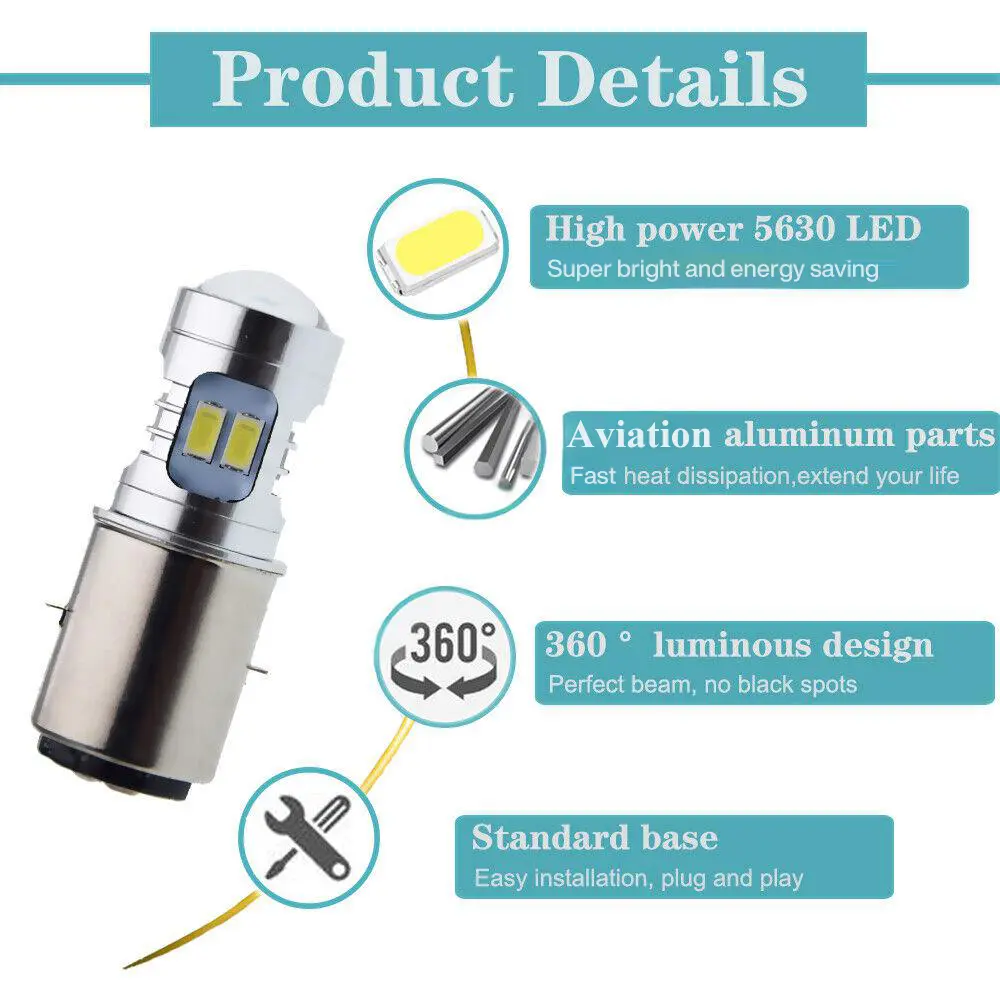 Product Details
High power 5630 LED
Super bright and energy saving
Aviation aluminum parts
Fast heat dissipation,extend your life
360°
360 ° luminous design
Perfect beam, no black spots
Standard base
Easy installation, plug and play